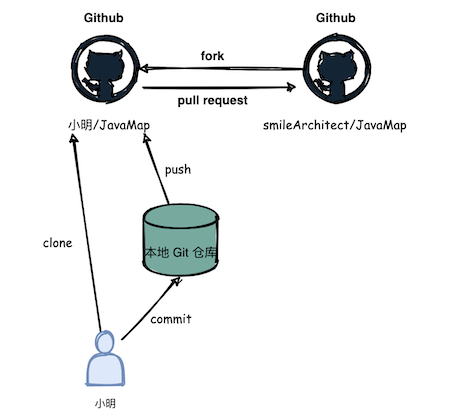 Github
Github
fork
pull request
小明/JavaMap
smileArchitect/JavaMap
push
clone
本地 Git 仓库
commit
小明